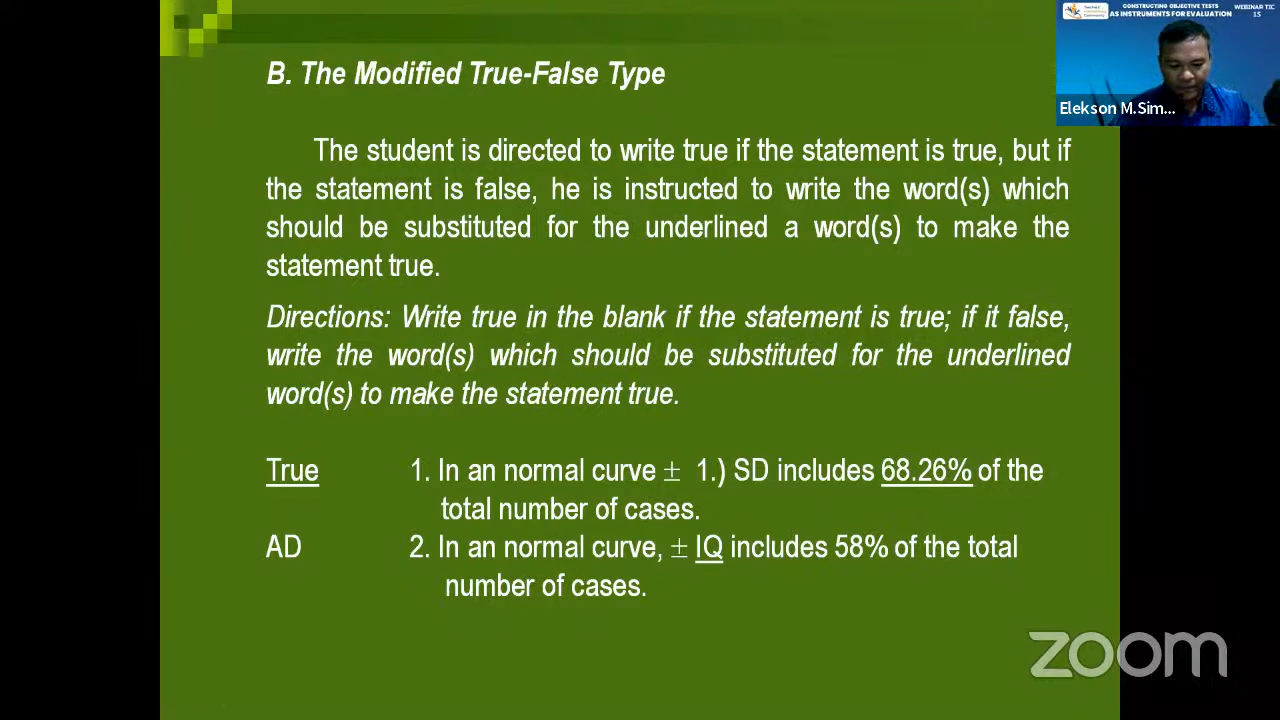 CONSTRUCTING OBJECTIVE TESTS
AS INSTRUMENTS FOR EVALUATION
WEBINAR TIC
15
Elekson M.Sim...
B. The Modified True-False Type
The student is directed to write true if the statement is true, but if
the statement is false, he is instructed to write the word(s) which
should be substituted for the underlined a word(s) to make the
statement true.
Directions: Write true in the blank if the statement is true; if it false,
write the word(s) which should be substituted for the underlined
word(s) to make the statement true.
True 1. In an normal curve ± 1.) SD includes 68.26% of the
total number of cases.
AD 2. In an normal curve, ± IQ includes 58% of the total
number of cases.
zoom